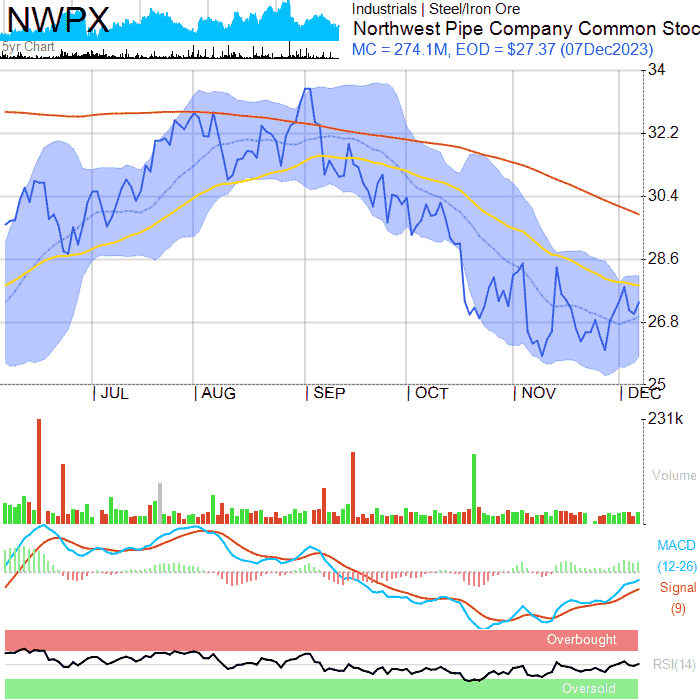 NWPX
5yr Chart
Industrials | Steel/Iron Ore
Northwest Pipe Company Common Stoc
MC = 274.1M, EOD = $27.37 (07Dec2023)
34
32.2
30.4
28.6
26.8
25
JUL AUG SEP OCT NOV DEC
231k
Volume
MACD
(12-26)
Signal
(9)
Overbought
RSI(14)
Oversold